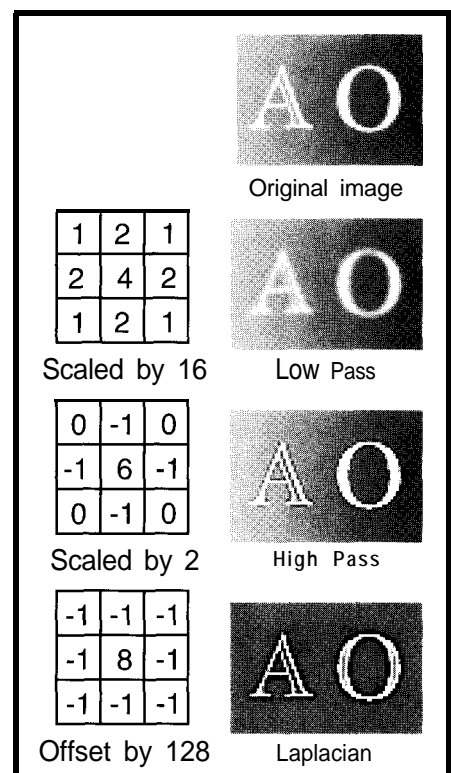 A O
Original image
1 2 1
2 4 2
1 2 1
A O
Scaled by 16
Low Pass
0 -1 0
-1 6 -1
0 -1 0
A O
Scaled by 2
High Pass
-1 -1 -1
-1 8 -1
-1 -1 -1
A O
Offset by 128
Laplacian